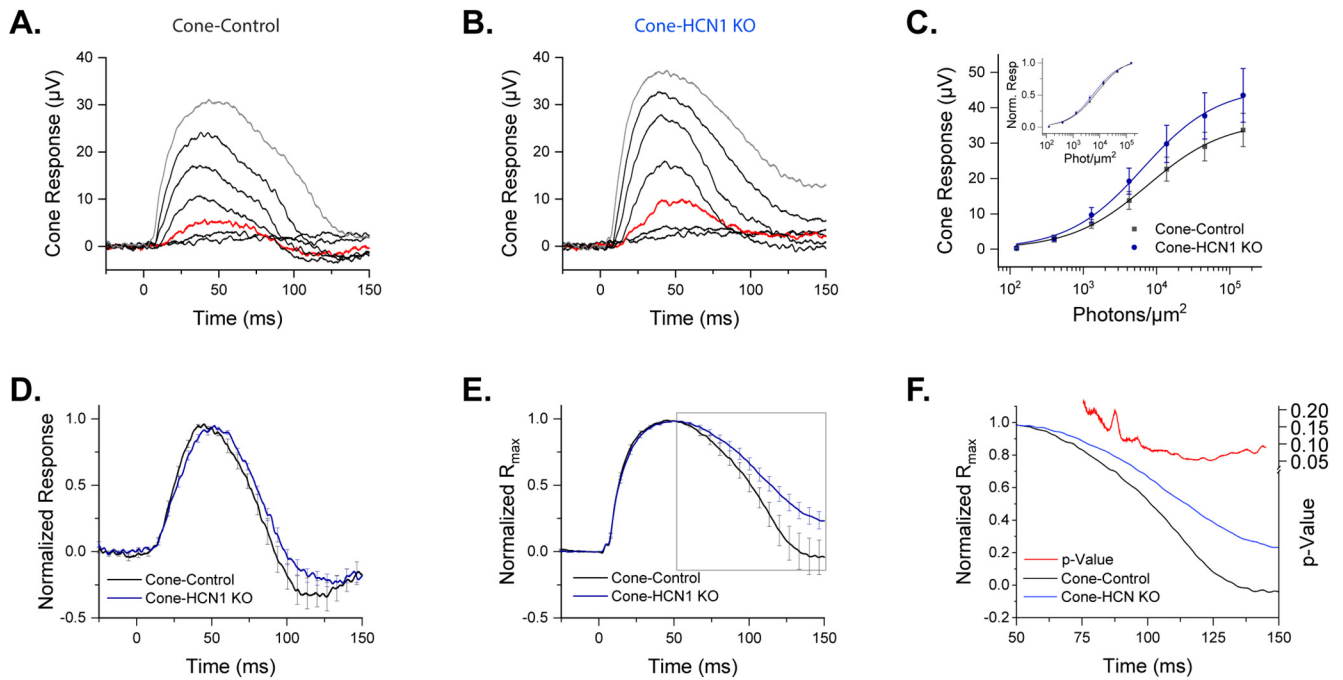 A.
Cone-Control
Cone Response (µV)
40
30
20
10
0
0
50
100
150
Time (ms)
B.
Cone-HCN1 KO
Cone Response (µV)
40
30
20
10
0
0
50
100
150
Time (ms)
C.
Cone Response (µV)
50
40
30
20
10
0
Norm. Resp
1.0
0.5
0
10² 10³ 10⁴ 10⁵
Phot/µm²
Cone-Control
Cone-HCN1 KO
10² 10³ 10⁴ 10⁵
Photons/µm²
D.
Normalized Response
1.0
0.5
0.0
-0.5
Cone-Control
Cone-HCN1 KO
0
50
100
150
Time (ms)
E.
Normalized Rmax
1.0
0.5
0.0
-0.5
Cone-Control
Cone-HCN1 KO
0
50
100
150
Time (ms)
F.
Normalized Rmax
1.0
0.8
0.6
0.4
0.2
0.0
-0.2
0.20
0.15
0.10
0.05
p-Value
p-Value
Cone-Control
Cone-HCN KO
50
75
100
125
150
Time (ms)